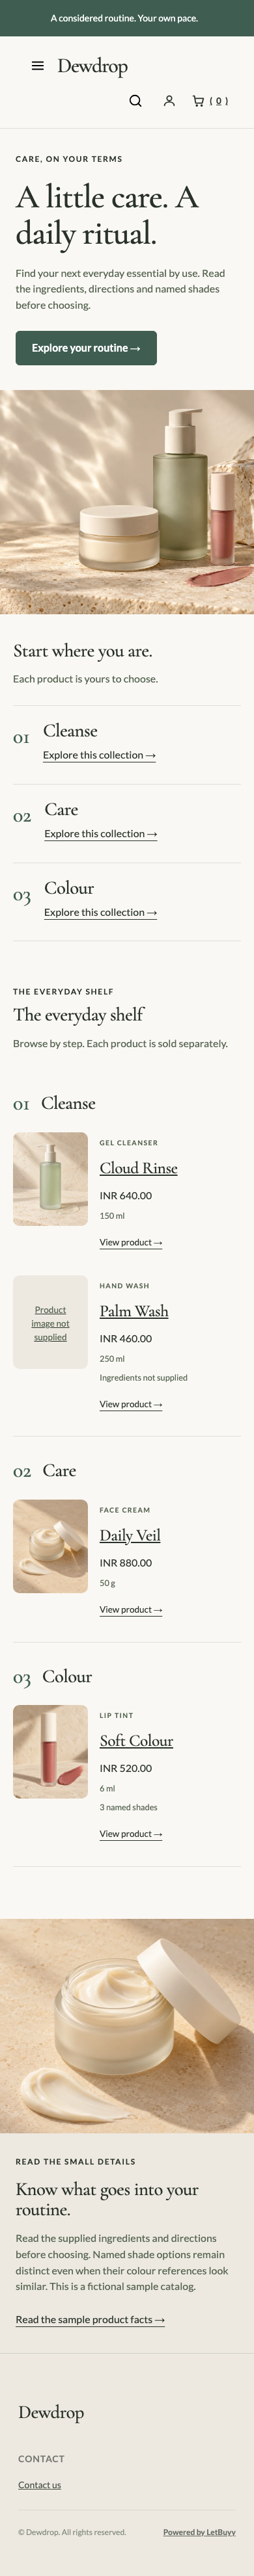 A considered routine. Your own pace.
Dewdrop
( 0 )
CARE, ON YOUR TERMS
A little care. A
daily ritual.
Find your next everyday essential by use. Read
the ingredients, directions and named shades
before choosing.
Explore your routine →
Start where you are.
Each product is yours to choose.
01 Cleanse
Explore this collection →
02 Care
Explore this collection →
03 Colour
Explore this collection →
THE EVERYDAY SHELF
The everyday shelf
Browse by step. Each product is sold separately.
01 Cleanse
GEL CLEANSER
Cloud Rinse
INR 640.00
150 ml
View product →
Product
image not
supplied
HAND WASH
Palm Wash
INR 460.00
250 ml
Ingredients not supplied
View product →
02 Care
FACE CREAM
Daily Veil
INR 880.00
50 g
View product →
03 Colour
LIP TINT
Soft Colour
INR 520.00
6 ml
3 named shades
View product →
READ THE SMALL DETAILS
Know what goes into your
routine.
Read the supplied ingredients and directions
before choosing. Named shade options remain
distinct even when their colour references look
similar. This is a fictional sample catalog.
Read the sample product facts →
Dewdrop
CONTACT
Contact us
© Dewdrop. All rights reserved. Powered by LetBuyy